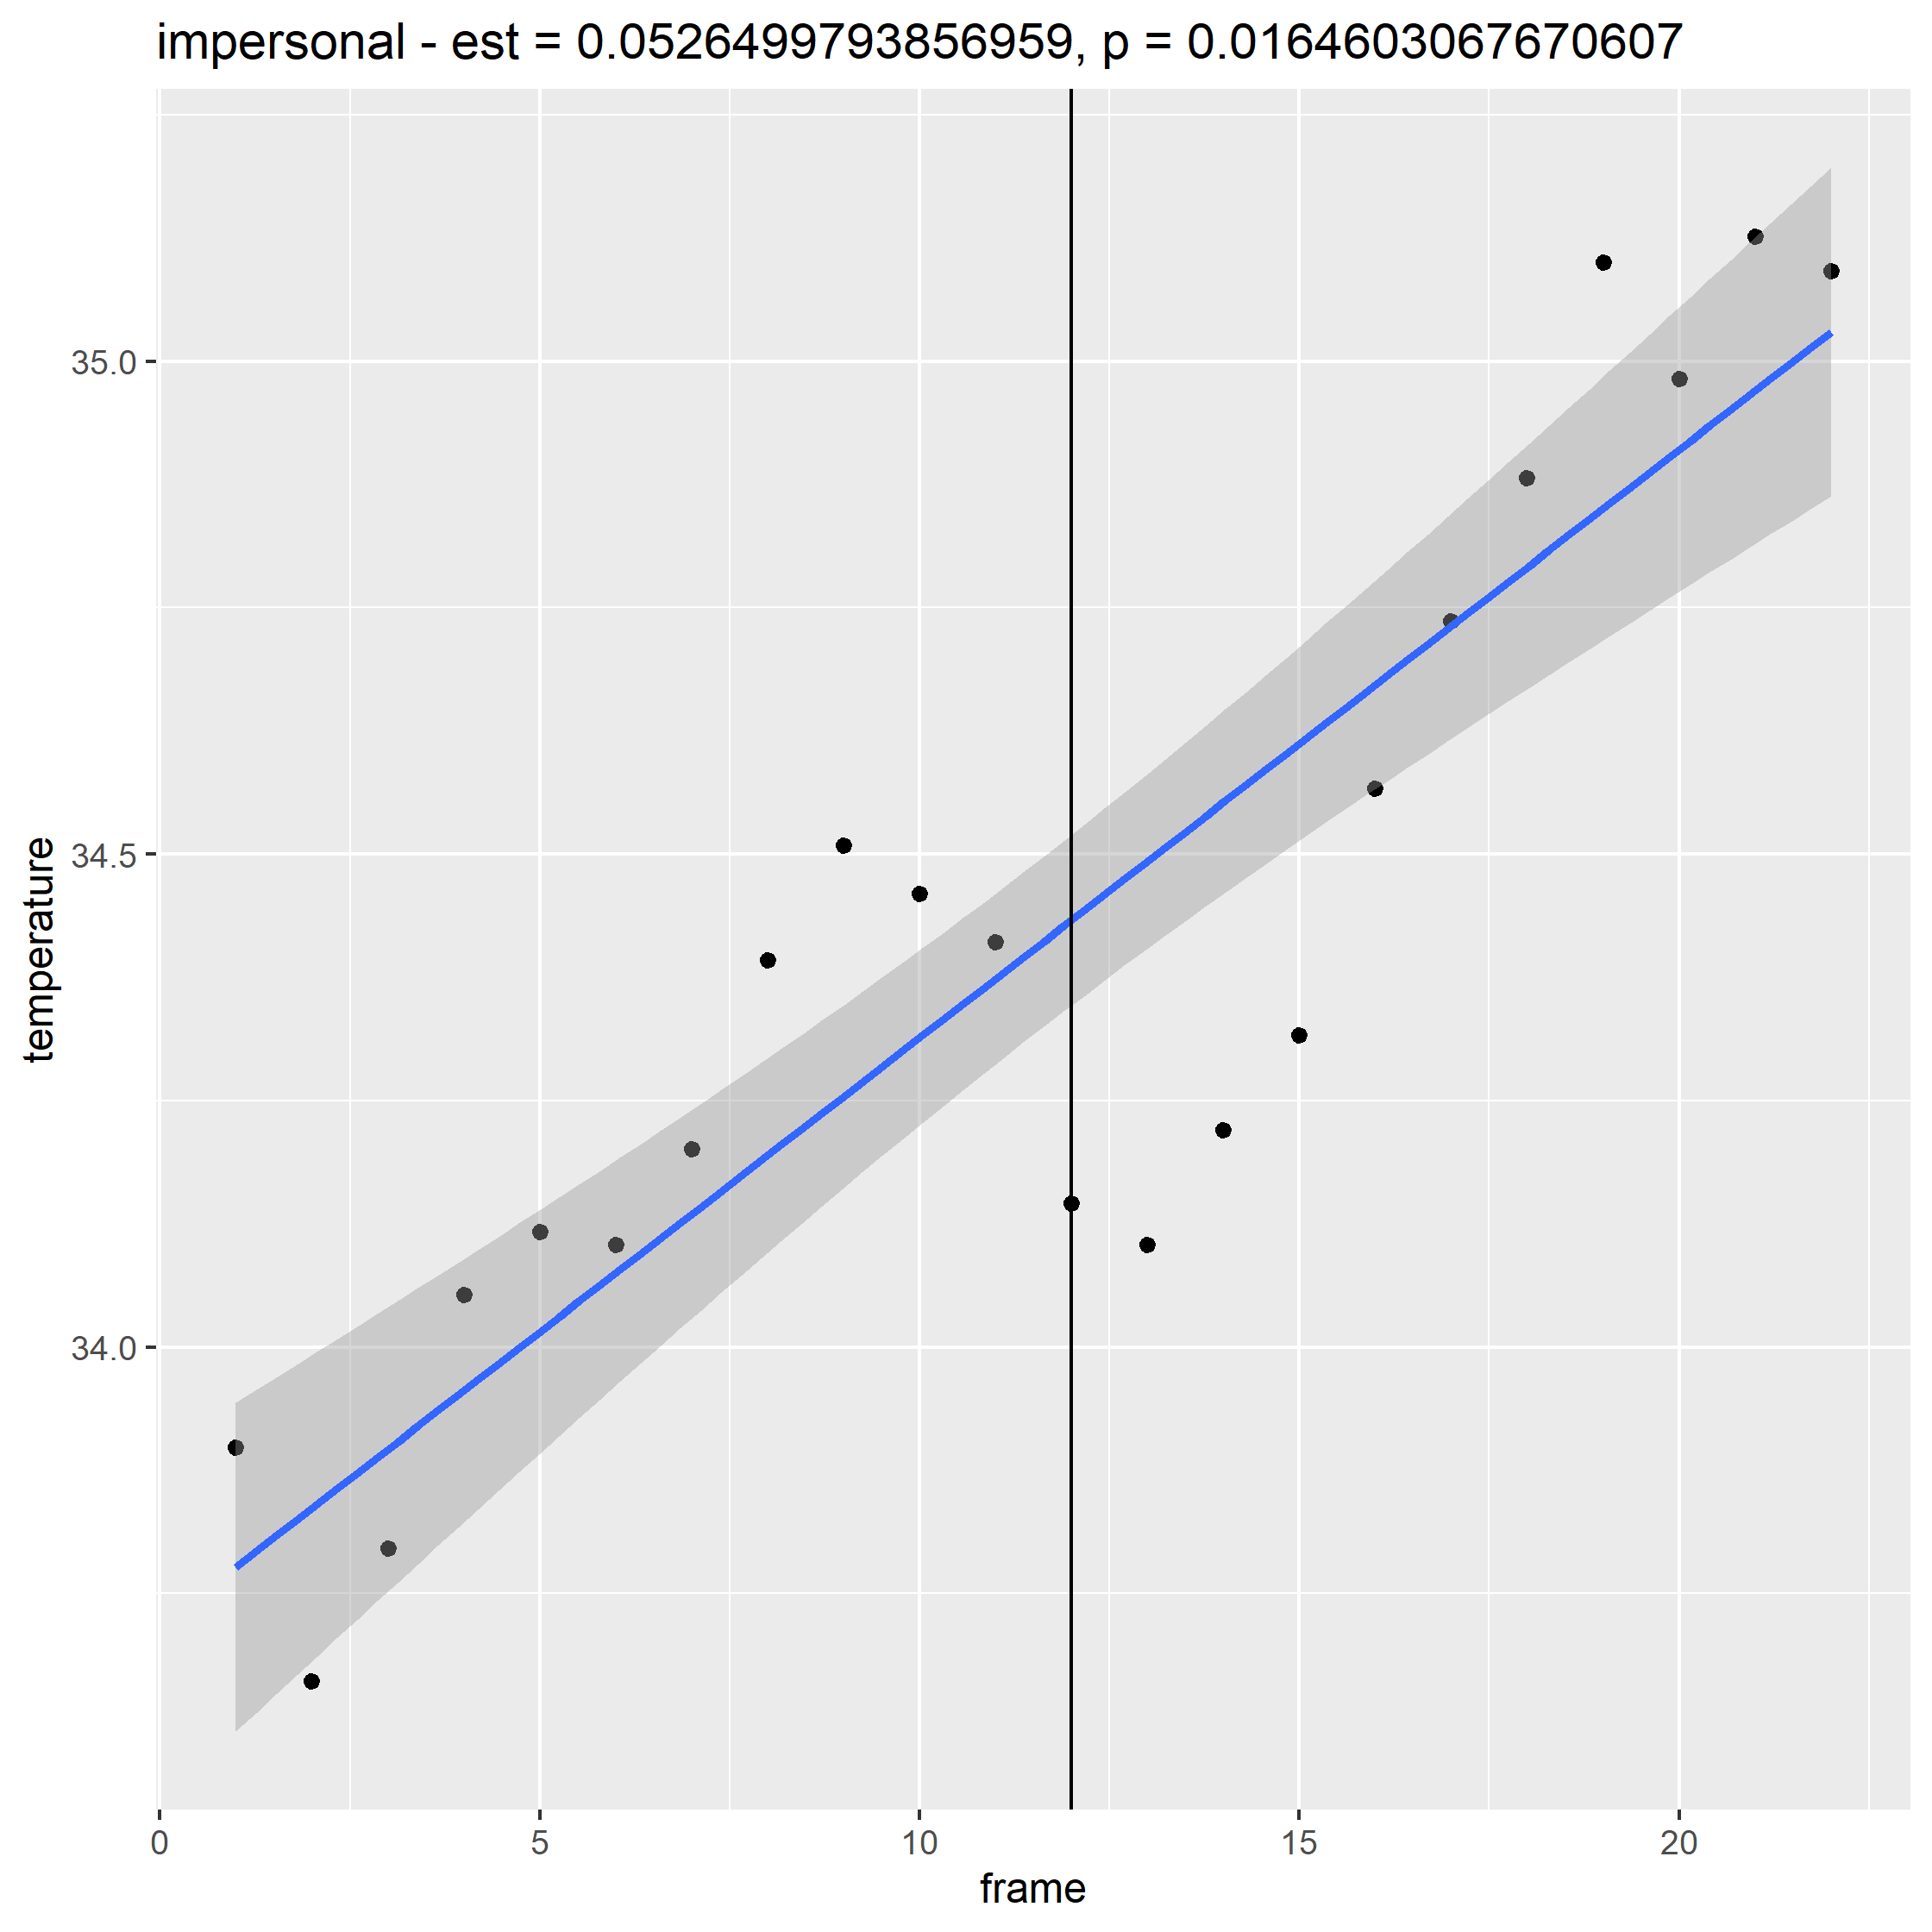 impersonal - est = 0.0526499793856959, p = 0.0164603067670607
35.0
34.5
34.0
temperature
0 5 10 15 20
frame